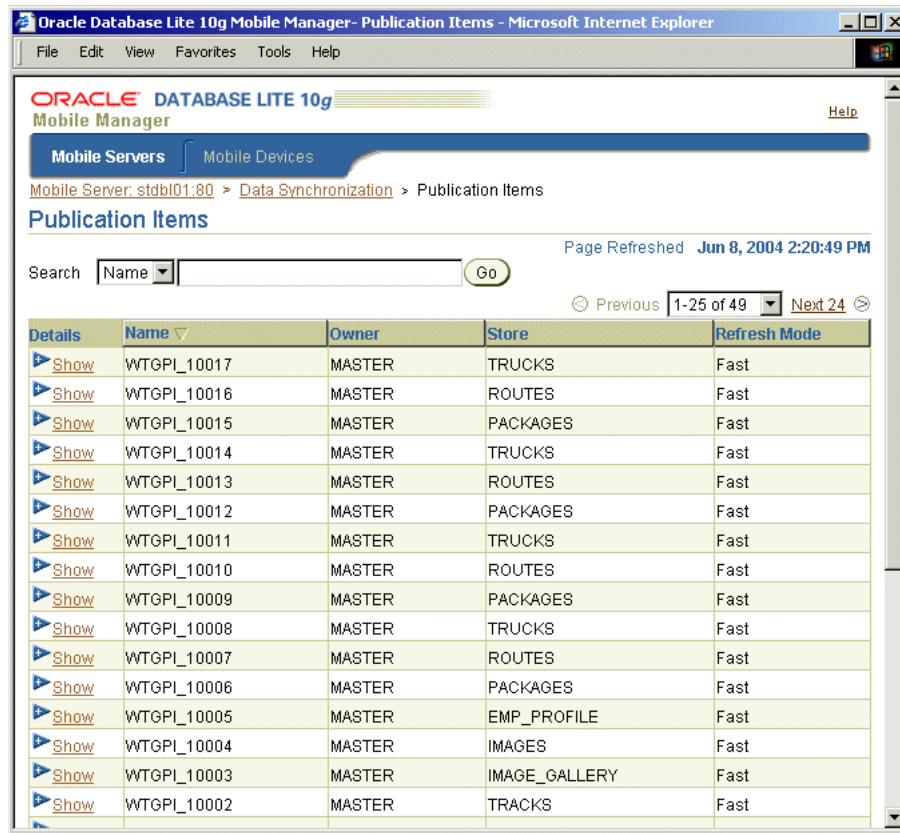 Oracle Database Lite 10g Mobile Manager- Publication Items - Microsoft Internet Explorer
File Edit View Favorites Tools Help
ORACLE DATABASE LITE 10g
Mobile Manager
Help
Mobile Servers Mobile Devices
Mobile Server: stdbl01:80 > Data Synchronization > Publication Items
Publication Items
Page Refreshed Jun 8, 2004 2:20:49 PM
Search Name Go
Previous 1-25 of 49 Next 24
Details Name Owner Store Refresh Mode
Show WTGPI_10017 MASTER TRUCKS Fast
Show WTGPI_10016 MASTER ROUTES Fast
Show WTGPI_10015 MASTER PACKAGES Fast
Show WTGPI_10014 MASTER TRUCKS Fast
Show WTGPI_10013 MASTER ROUTES Fast
Show WTGPI_10012 MASTER PACKAGES Fast
Show WTGPI_10011 MASTER TRUCKS Fast
Show WTGPI_10010 MASTER ROUTES Fast
Show WTGPI_10009 MASTER PACKAGES Fast
Show WTGPI_10008 MASTER TRUCKS Fast
Show WTGPI_10007 MASTER ROUTES Fast
Show WTGPI_10006 MASTER PACKAGES Fast
Show WTGPI_10005 MASTER EMP_PROFILE Fast
Show WTGPI_10004 MASTER IMAGES Fast
Show WTGPI_10003 MASTER IMAGE_GALLERY Fast
Show WTGPI_10002 MASTER TRACKS Fast